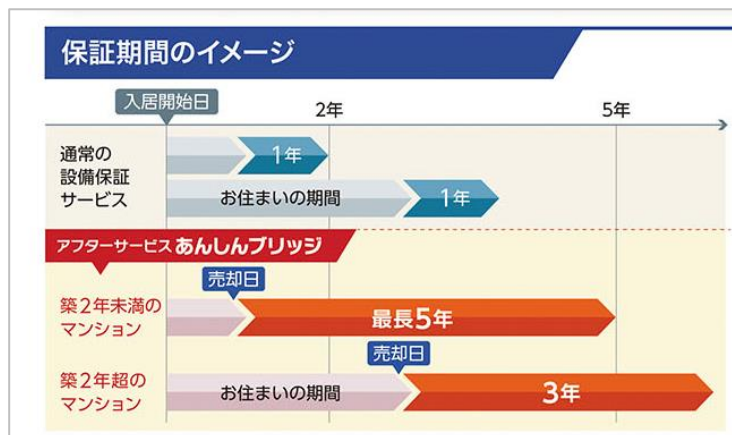 保証期間のイメージ
入居開始日
2年
5年
通常の
設備保証
サービス
1年
お住まいの期間
1年
アフターサービスあんしんブリッジ
売却日
築2年未満の
マンション
最長5年
売却日
築2年超の
マンション
お住まいの期間
3年